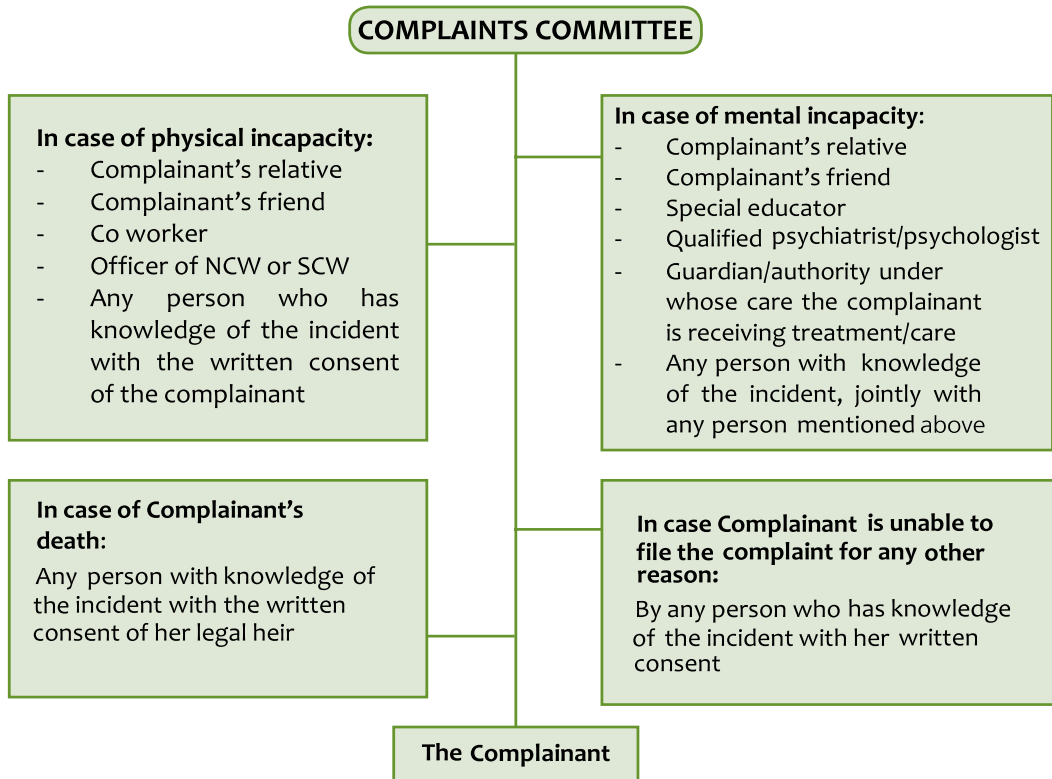 COMPLAINTS COMMITTEE
In case of physical incapacity:
- Complainant’s relative
- Complainant’s friend
- Co worker
- Officer of NCW or SCW
- Any person who has
knowledge of the incident
with the written consent
of the complainant
In case of mental incapacity:
- Complainant’s relative
- Complainant’s friend
- Special educator
- Qualified psychiatrist/psychologist
- Guardian/authority under
whose care the complainant
is receiving treatment/care
- Any person with knowledge
of the incident, jointly with
any person mentioned above
In case of Complainant’s
death:
Any person with knowledge of
the incident with the written
consent of her legal heir
In case Complainant is unable to
file the complaint for any other
reason:
By any person who has knowledge
of the incident with her written
consent
The Complainant